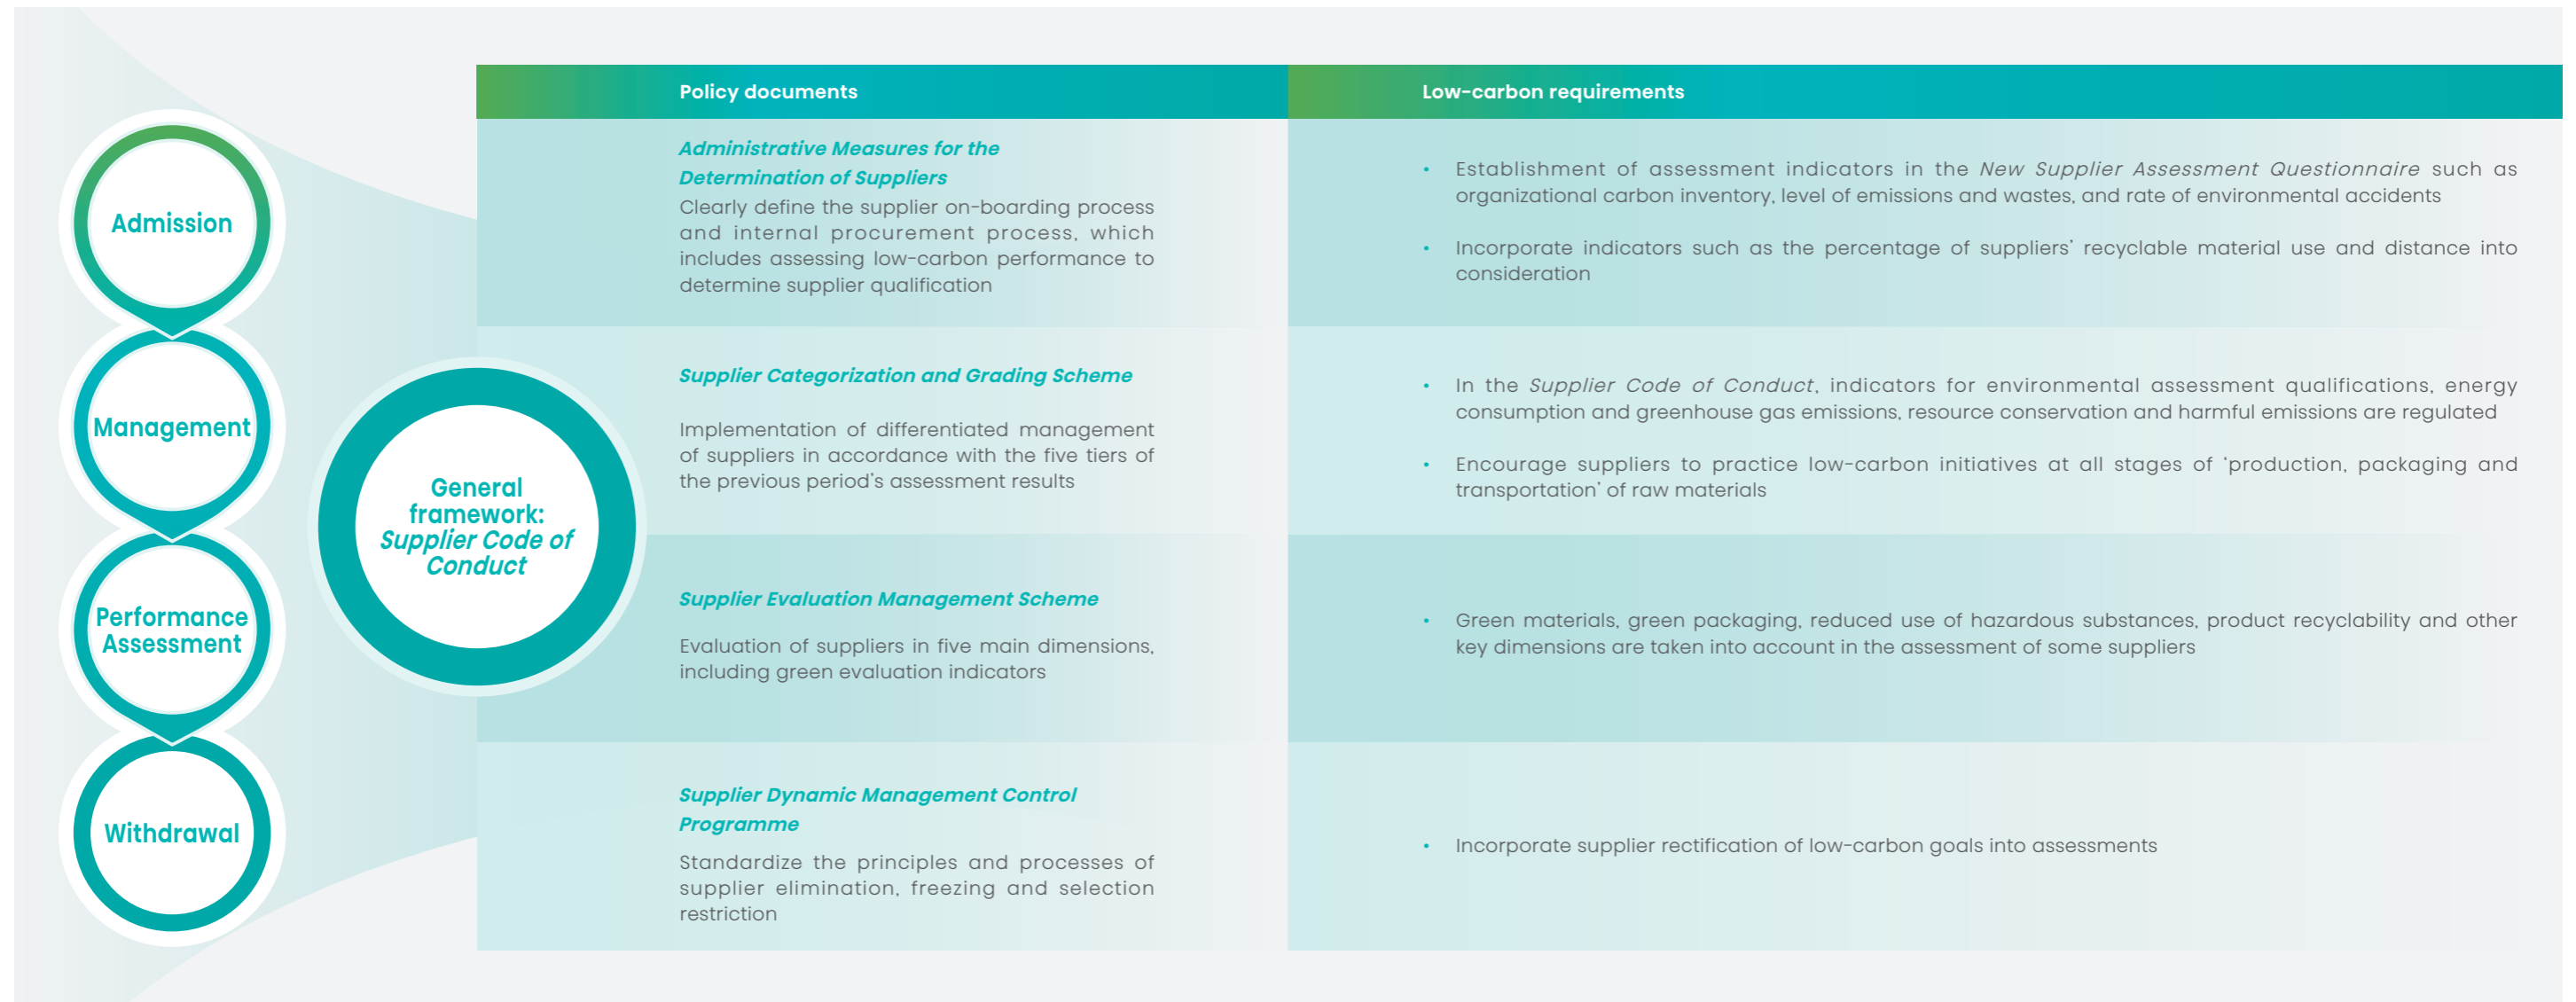 Policy documents
Low-carbon requirements
Admission
Administrative Measures for the
Determination of Suppliers
Clearly define the supplier on-boarding process
and internal procurement process, which
includes assessing low-carbon performance to
determine supplier qualification
• Establishment of assessment indicators in the New Supplier Assessment Questionnaire such as
organizational carbon inventory, level of emissions and wastes, and rate of environmental accidents
• Incorporate indicators such as the percentage of suppliers’ recyclable material use and distance into
consideration
Management
General
framework:
Supplier Code of
Conduct
Supplier Categorization and Grading Scheme
Implementation of differentiated management
of suppliers in accordance with the five tiers of
the previous period’s assessment results
• In the Supplier Code of Conduct, indicators for environmental assessment qualifications, energy
consumption and greenhouse gas emissions, resource conservation and harmful emissions are regulated
• Encourage suppliers to practice low-carbon initiatives at all stages of ‘production, packaging and
transportation’ of raw materials
Performance
Assessment
Supplier Evaluation Management Scheme
Evaluation of suppliers in five main dimensions,
including green evaluation indicators
• Green materials, green packaging, reduced use of hazardous substances, product recyclability and other
key dimensions are taken into account in the assessment of some suppliers
Withdrawal
Supplier Dynamic Management Control
Programme
Standardize the principles and processes of
supplier elimination, freezing and selection
restriction
• Incorporate supplier rectification of low-carbon goals into assessments